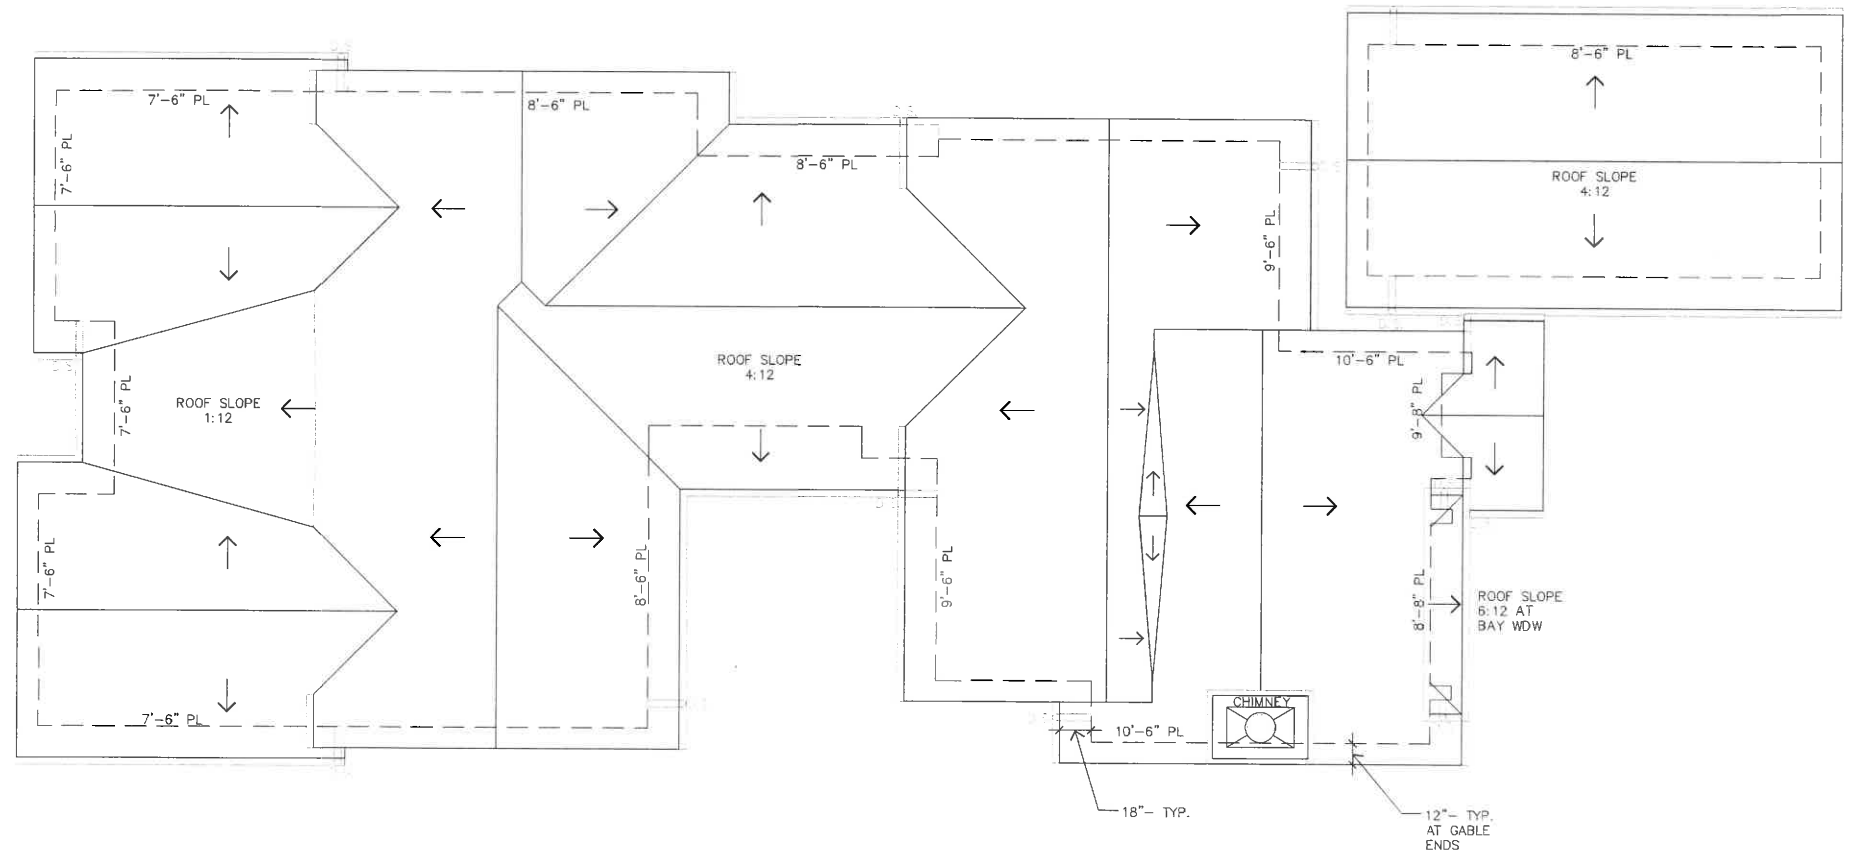 8'-6" PL
7'-6" PL
8'-6" PL
7'-6" PL
8'-6" PL
ROOF SLOPE
4:12
9'-6" PL
ROOF SLOPE
4:12
10'-6" PL
7'-6" PL
ROOF SLOPE
1:12
9'-8" PL
7'-6" PL
8'-6" PL
9'-6" PL
8'-8" PL
ROOF SLOPE
6:12 AT
BAY WDW
7'-6" PL
CHIMNEY
10'-6" PL
18"- TYP.
12"- TYP.
AT GABLE
ENDS